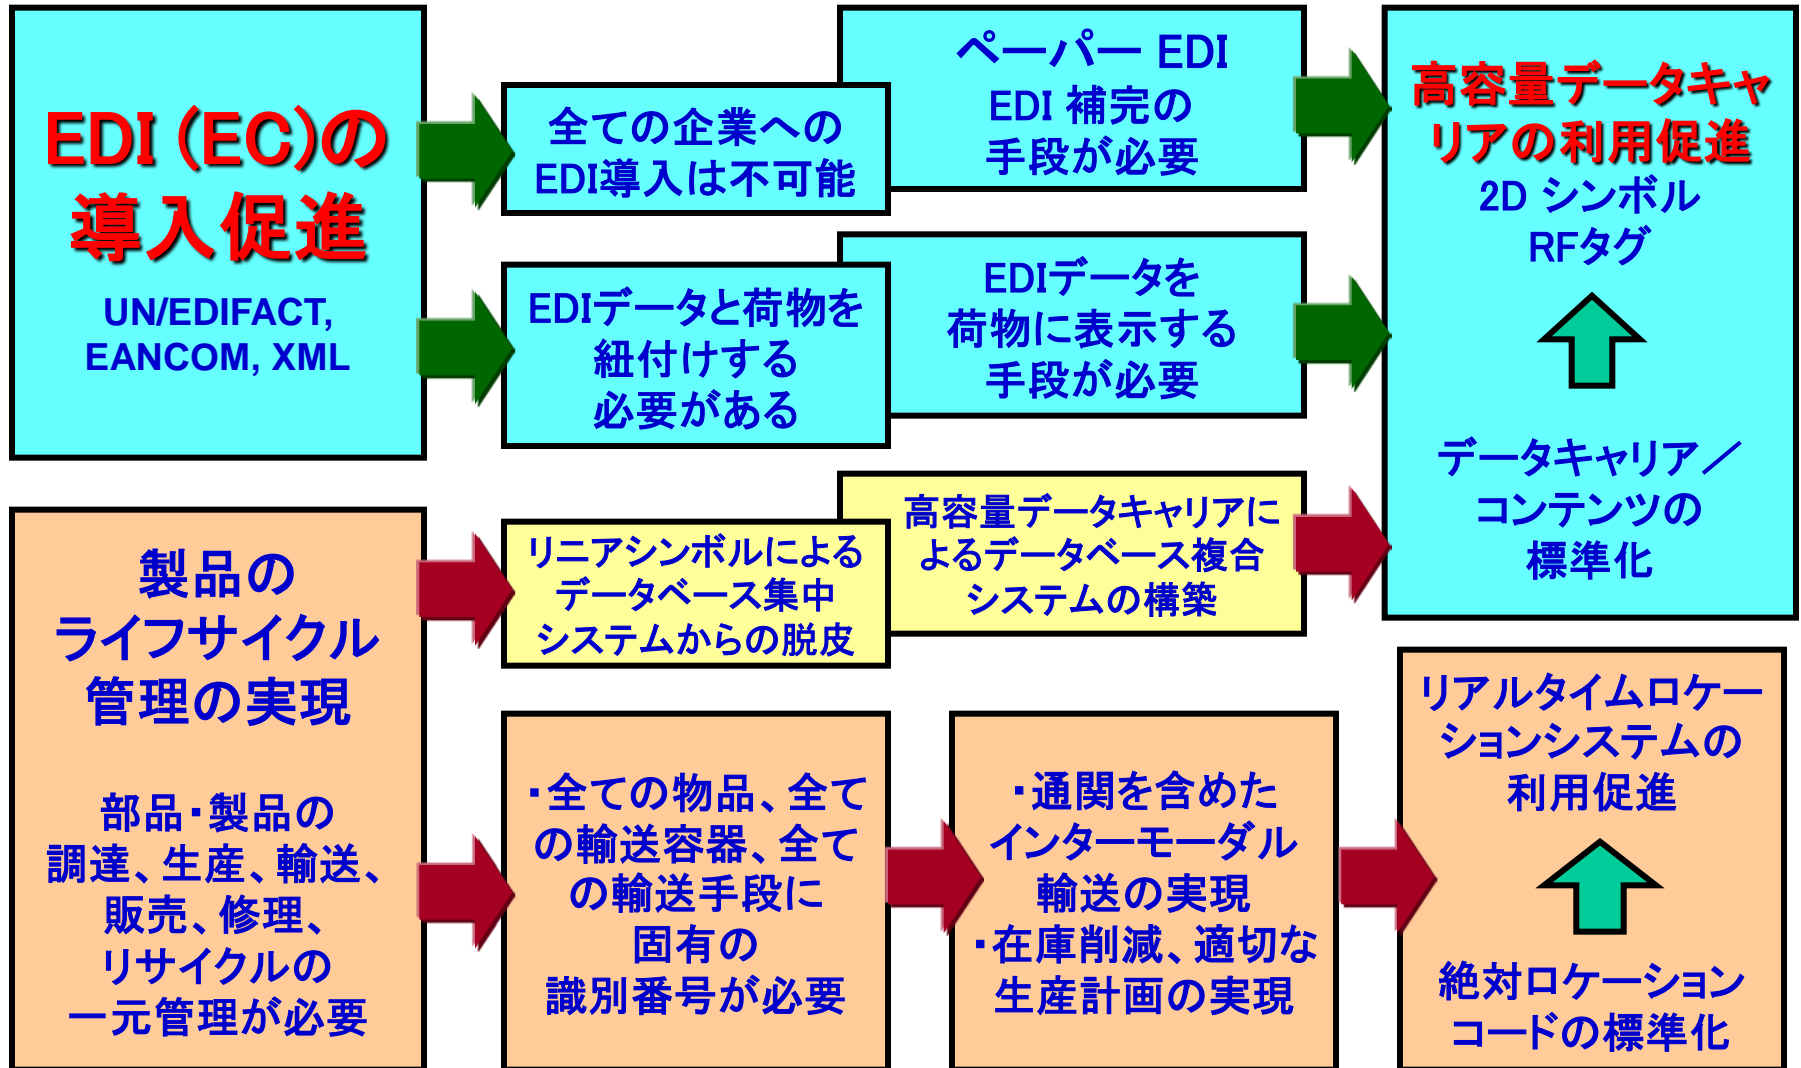 EDI (EC)の
導入促進
UN/EDIFACT,
EANCOM, XML
全ての企業への
EDI導入は不可能
ペーパー EDI
EDI 補完の
手段が必要
EDIデータと荷物を
紐付けする
必要がある
EDIデータを
荷物に表示する
手段が必要
高容量データキャ
リアの利用促進
2D シンボル
RFタグ
データキャリア／
コンテンツの
標準化
製品の
ライフサイクル
管理の実現
部品・製品の
調達、生産、輸送、
販売、修理、
リサイクルの
一元管理が必要
リニアシンボルによる
データベース集中
システムからの脱皮
高容量データキャリアに
よるデータベース複合
システムの構築
・全ての物品、全て
の輸送容器、全て
の輸送手段に
固有の
識別番号が必要
・通関を含めた
インターモーダル
輸送の実現
・在庫削減、適切な
生産計画の実現
リアルタイムロケー
ションシステムの
利用促進
絶対ロケーション
コードの標準化